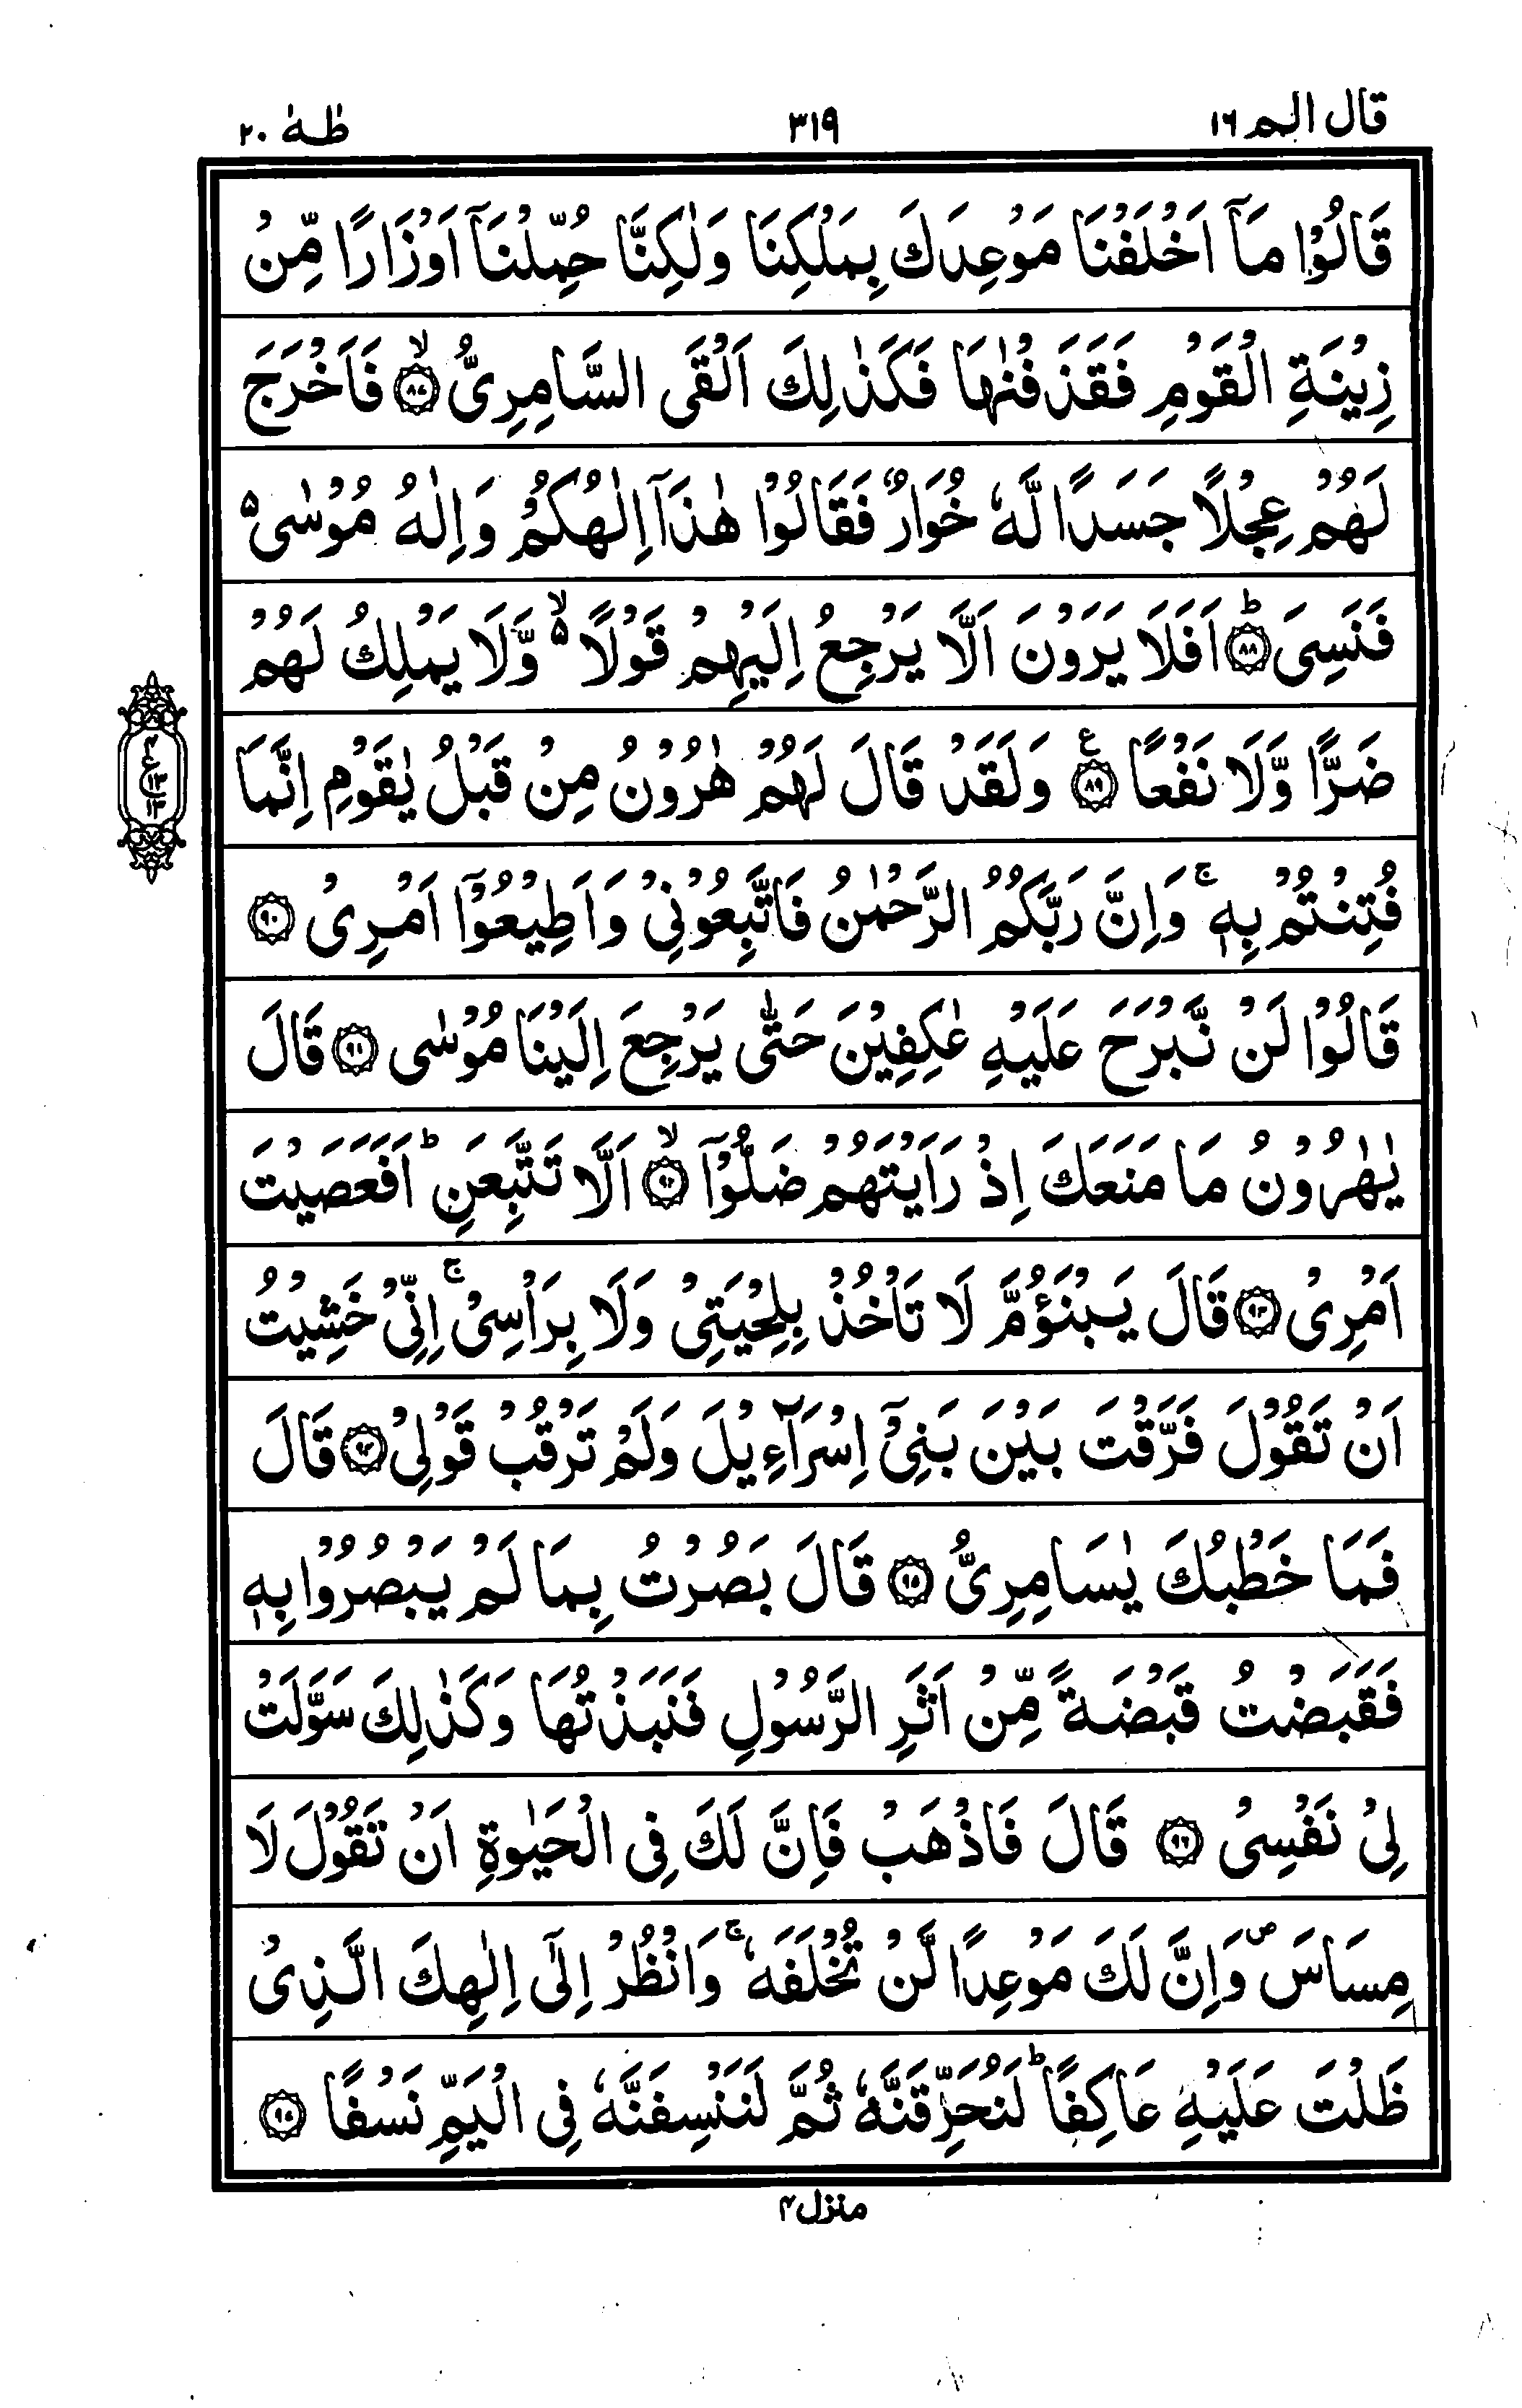 قال الم ١٦
٣١٩
طٰهٰ ٢٠
قَالُوْا مَآ اَخْلَفْنَا مَوْعِدَكَ بِمَلْكِنَا وَلٰكِنَّا حُمِّلْنَآ اَوْزَارًا مِّنْ
زِيْنَةِ الْقَوْمِ فَقَذَفْنٰهَا فَكَذٰلِكَ اَلْقَى السَّامِرِىُّ ۙ‏﴿٨٧﴾ فَاَخْرَجَ
لَهُمْ عِجْلًا جَسَدًا لَّهٗ خُوَارٌ فَقَالُوْا هٰذَآ اِلٰهُكُمْ وَاِلٰهُ مُوْسٰى ۥ
فَنَسِىَ ؕ﴿٨٨﴾ اَفَلَا يَرَوْنَ اَلَّا يَرْجِعُ اِلَيْهِمْ قَوْلًا ۙ۬ وَّلَا يَمْلِكُ لَهُمْ
ضَرًّا وَّلَا نَفْعًا ﴿٨٩﴾ ع وَلَقَدْ قَالَ لَهُمْ هٰرُوْنُ مِنْ قَبْلُ يٰقَوْمِ اِنَّمَا
فُتِنْتُمْ بِهٖ ۚ وَاِنَّ رَبَّكُمُ الرَّحْمٰنُ فَاتَّبِعُوْنِىْ وَاَطِيْعُوْٓا اَمْرِىْ ﴿٩٠﴾
قَالُوْا لَنْ نَّبْرَحَ عَلَيْهِ عٰكِفِيْنَ حَتّٰى يَرْجِعَ اِلَيْنَا مُوْسٰى ﴿٩١﴾ قَالَ
يٰهٰرُوْنُ مَا مَنَعَكَ اِذْ رَاَيْتَهُمْ ضَلُّوْٓا ۙ﴿٩٢﴾ اَلَّا تَتَّبِعَنِ ؕ اَفَعَصَيْتَ
اَمْرِىْ ﴿٩٣﴾ قَالَ يَبْنَؤُمَّ لَا تَاْخُذْ بِلِحْيَتِىْ وَلَا بِرَاْسِىْ ۚ اِنِّىْ خَشِيْتُ
اَنْ تَقُوْلَ فَرَّقْتَ بَيْنَ بَنِىْٓ اِسْرَآءِيْلَ وَلَمْ تَرْقُبْ قَوْلِىْ ﴿٩٤﴾ قَالَ
فَمَا خَطْبُكَ يٰسَامِرِىُّ ﴿٩٥﴾ قَالَ بَصُرْتُ بِمَا لَمْ يَبْصُرُوْا بِهٖ
فَقَبَضْتُ قَبْضَةً مِّنْ اَثَرِ الرَّسُوْلِ فَنَبَذْتُهَا وَكَذٰلِكَ سَوَّلَتْ
لِىْ نَفْسِىْ ﴿٩٦﴾ قَالَ فَاذْهَبْ فَاِنَّ لَكَ فِى الْحَيٰوةِ اَنْ تَقُوْلَ لَا
مِسَاسَ ۪ وَاِنَّ لَكَ مَوْعِدًا لَّنْ تُخْلَفَهٗ ۚ وَانْظُرْ اِلٰٓى اِلٰهِكَ الَّذِىْ
ظَلْتَ عَلَيْهِ عَاكِفًا ؕ لَنُحَرِّقَنَّهٗ ثُمَّ لَنَنْسِفَنَّهٗ فِى الْيَمِّ نَسْفًا ﴿٩٧﴾
منزل ٤